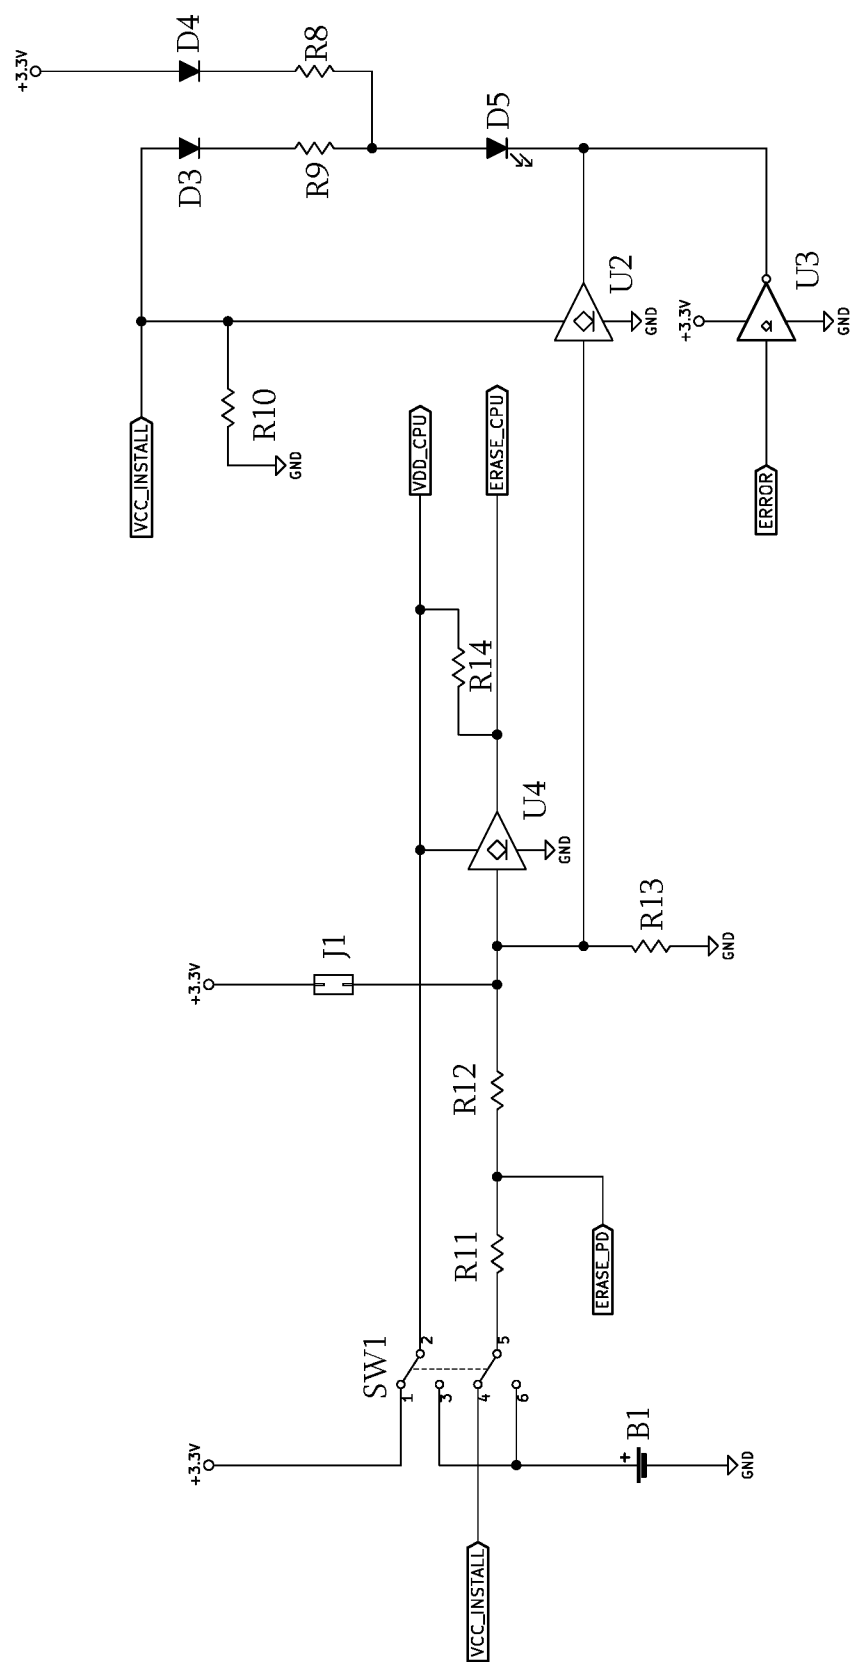 +3.3V
D4
R8
D3
R9
D5
U2
GND
+3.3V
U3
GND
R10
GND
VCC_INSTALL
VDD_CPU
ERASE_CPU
ERROR
R14
U4
GND
R13
GND
+3.3V
J1
R12
R11
ERASE_PD
SW1
2
5
1
3
4
6
+3.3V
+
B1
GND
VCC_INSTALL